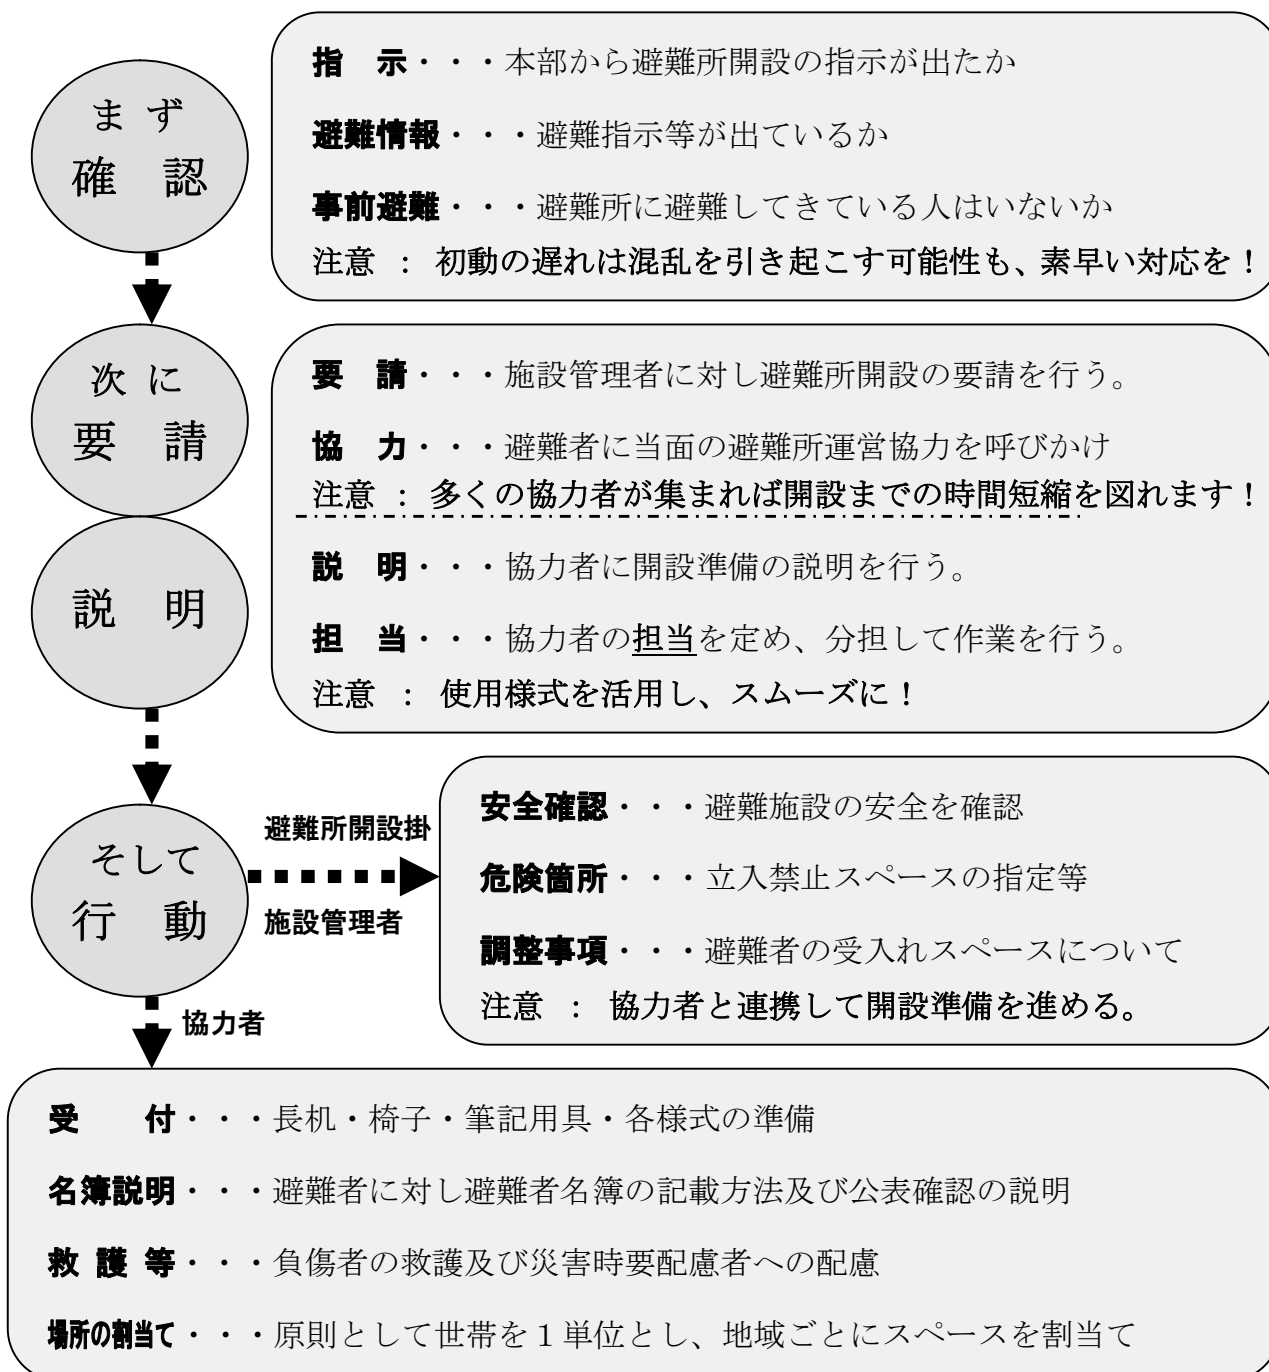 まず
確　認
指　示・・・本部から避難所開設の指示が出たか
避難情報・・・避難指示等が出ているか
事前避難・・・避難所に避難してきている人はいないか
注意 ： 初動の遅れは混乱を引き起こす可能性も、素早い対応を！
次に
要　請
要　請・・・施設管理者に対し避難所開設の要請を行う。
協　力・・・避難者に当面の避難所運営協力を呼びかけ
注意 ： 多くの協力者が集まれば開設までの時間短縮を図れます！
説　明
説　明・・・協力者に開設準備の説明を行う。
担　当・・・協力者の担当を定め、分担して作業を行う。
注意 ： 使用様式を活用し、スムーズに！
そして
行　動
避難所開設掛
施設管理者
安全確認・・・避難施設の安全を確認
危険箇所・・・立入禁止スペースの指定等
調整事項・・・避難者の受入れスペースについて
注意 ： 協力者と連携して開設準備を進める。
協力者
受　　付・・・長机・椅子・筆記用具・各様式の準備
名簿説明・・・避難者に対し避難者名簿の記載方法及び公表確認の説明
救 護 等・・・負傷者の救護及び災害時要配慮者への配慮
場所の割当て・・・原則として世帯を１単位とし、地域ごとにスペースを割当て